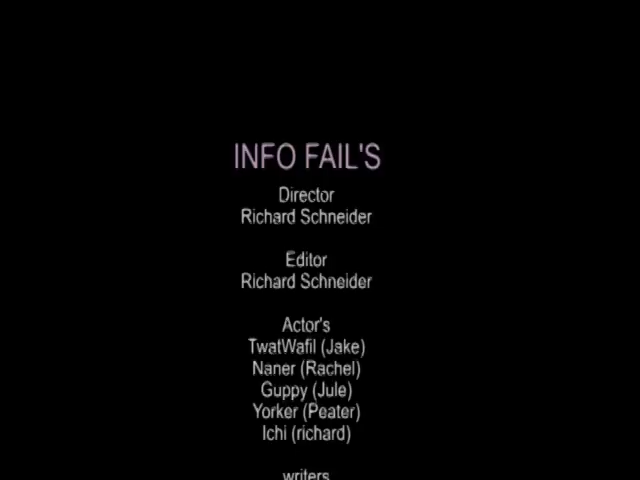 INFO FAIL'S
Director
Richard Schneider
Editor
Richard Schneider
Actor's
TwatWafil (Jake)
Naner (Rachel)
Guppy (Jule)
Yorker (Peater)
Ichi (richard)
writers